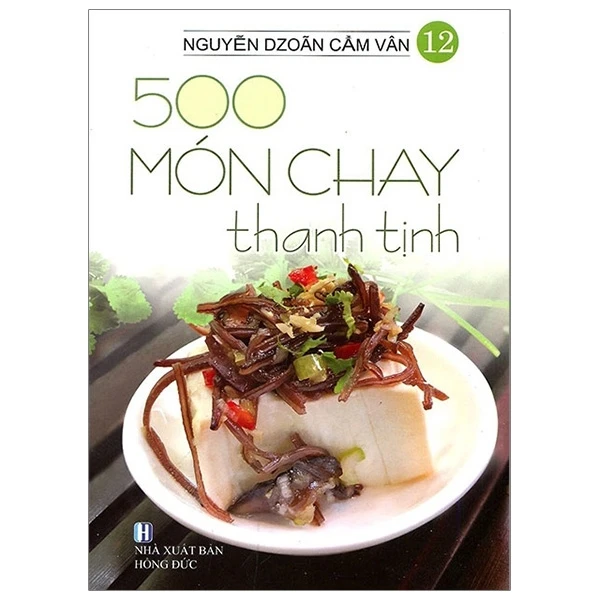 NGUYỄN DZOÃN CẨM VÂN 12
500
MÓN CHAY
thanh tịnh
H
NHÀ XUẤT BẢN
HỒNG ĐỨC